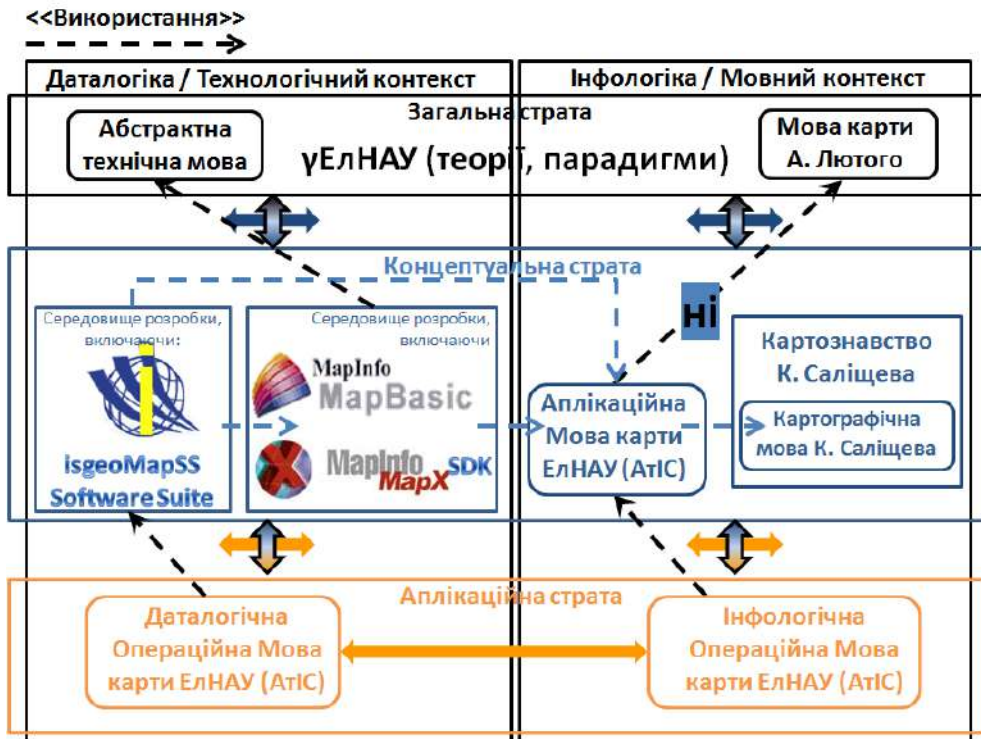 <<Використання>>
Даталогіка / Технологічний контекст
Інфологіка / Мовний контекст
Загальна страта
Абстрактна
технічна мова
γЕлНАУ (теорії, парадигми)
Мова карти
А. Лютого
Концептуальна страта
Середовище розробки,
включаючи:
isgeoMapSS
Software Suite
Середовище розробки,
включаючи
MapInfo
MapBasic
MapInfo SDK
MapX
ні
Аплікаційна
Мова карти
ЕлНАУ (АтІС)
Картознавство
К. Саліщева
Картографічна
мова К. Саліщева
Аплікаційна страта
Даталогічна
Операційна Мова
карти ЕлНАУ (АтІС)
Інфологічна
Операційна Мова
карти ЕлНАУ (АтІС)